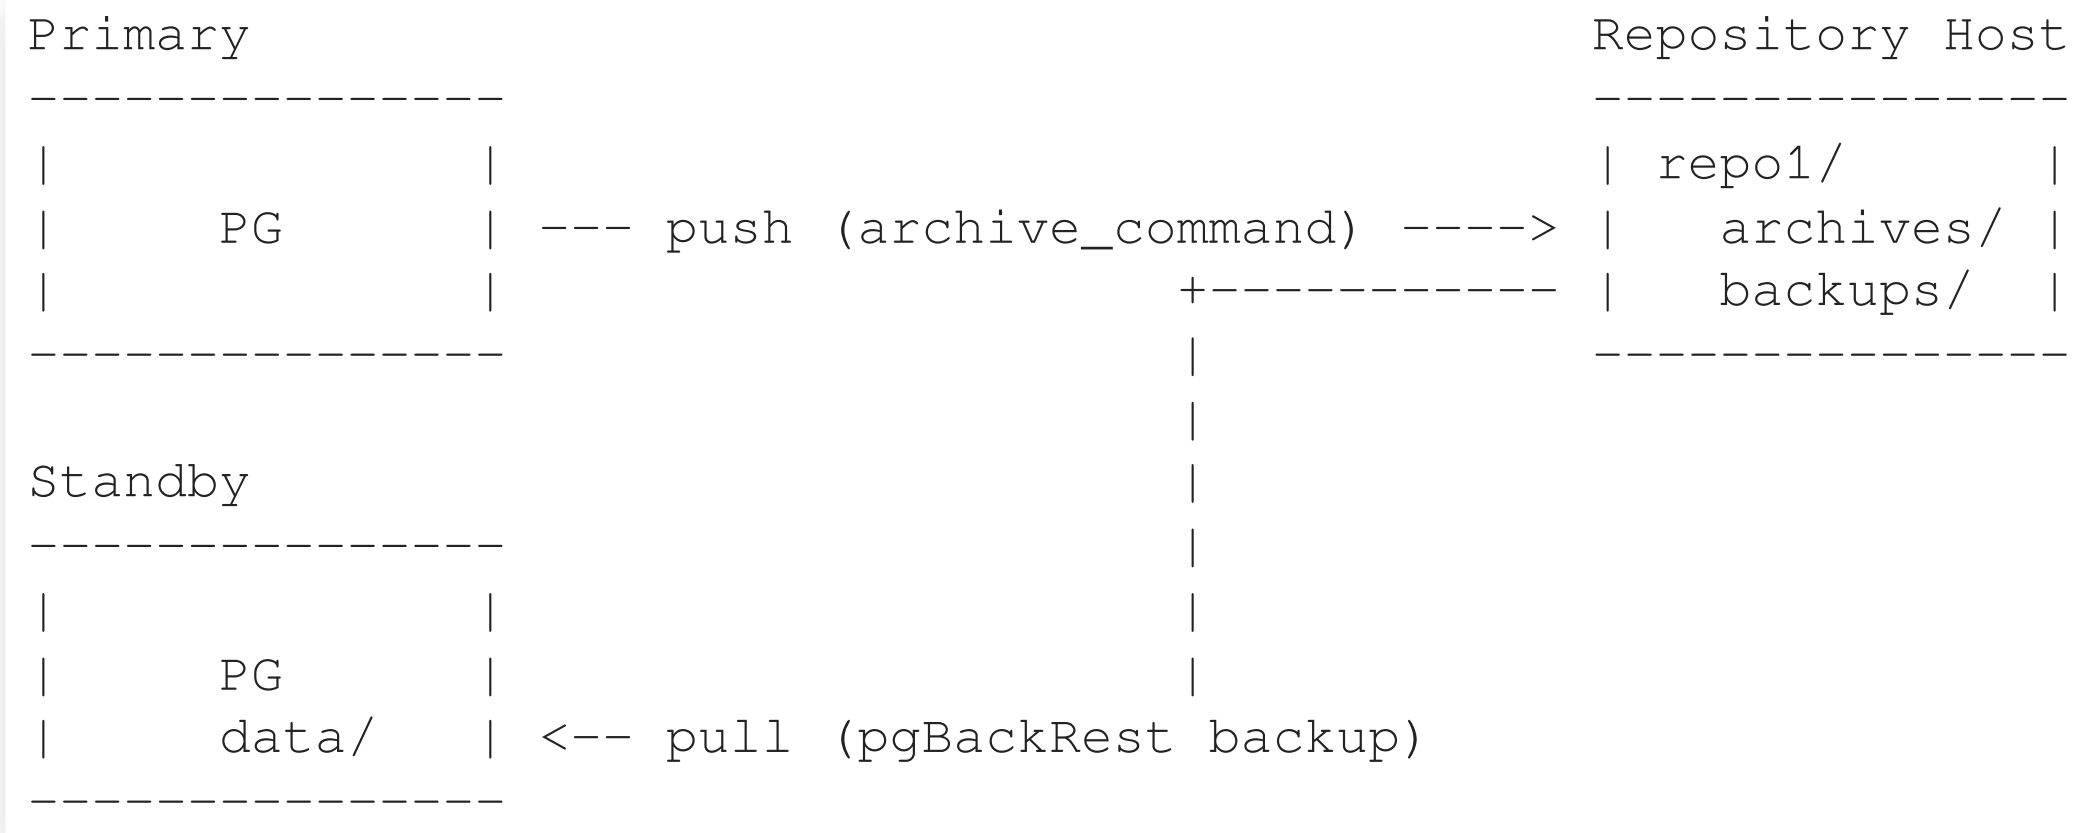 Primary                                          Repository Host
---------------                                  ---------------
|             |                                  | repo1/      |
|     PG      | --- push (archive_command) ----> |   archives/ |
|             |                     +----------- |   backups/  |
---------------                     |            ---------------
                                    |
Standby                             |
---------------                     |
|             |                     |
|     PG      |                     |
|     data/   | <-- pull (pgBackRest backup)
---------------